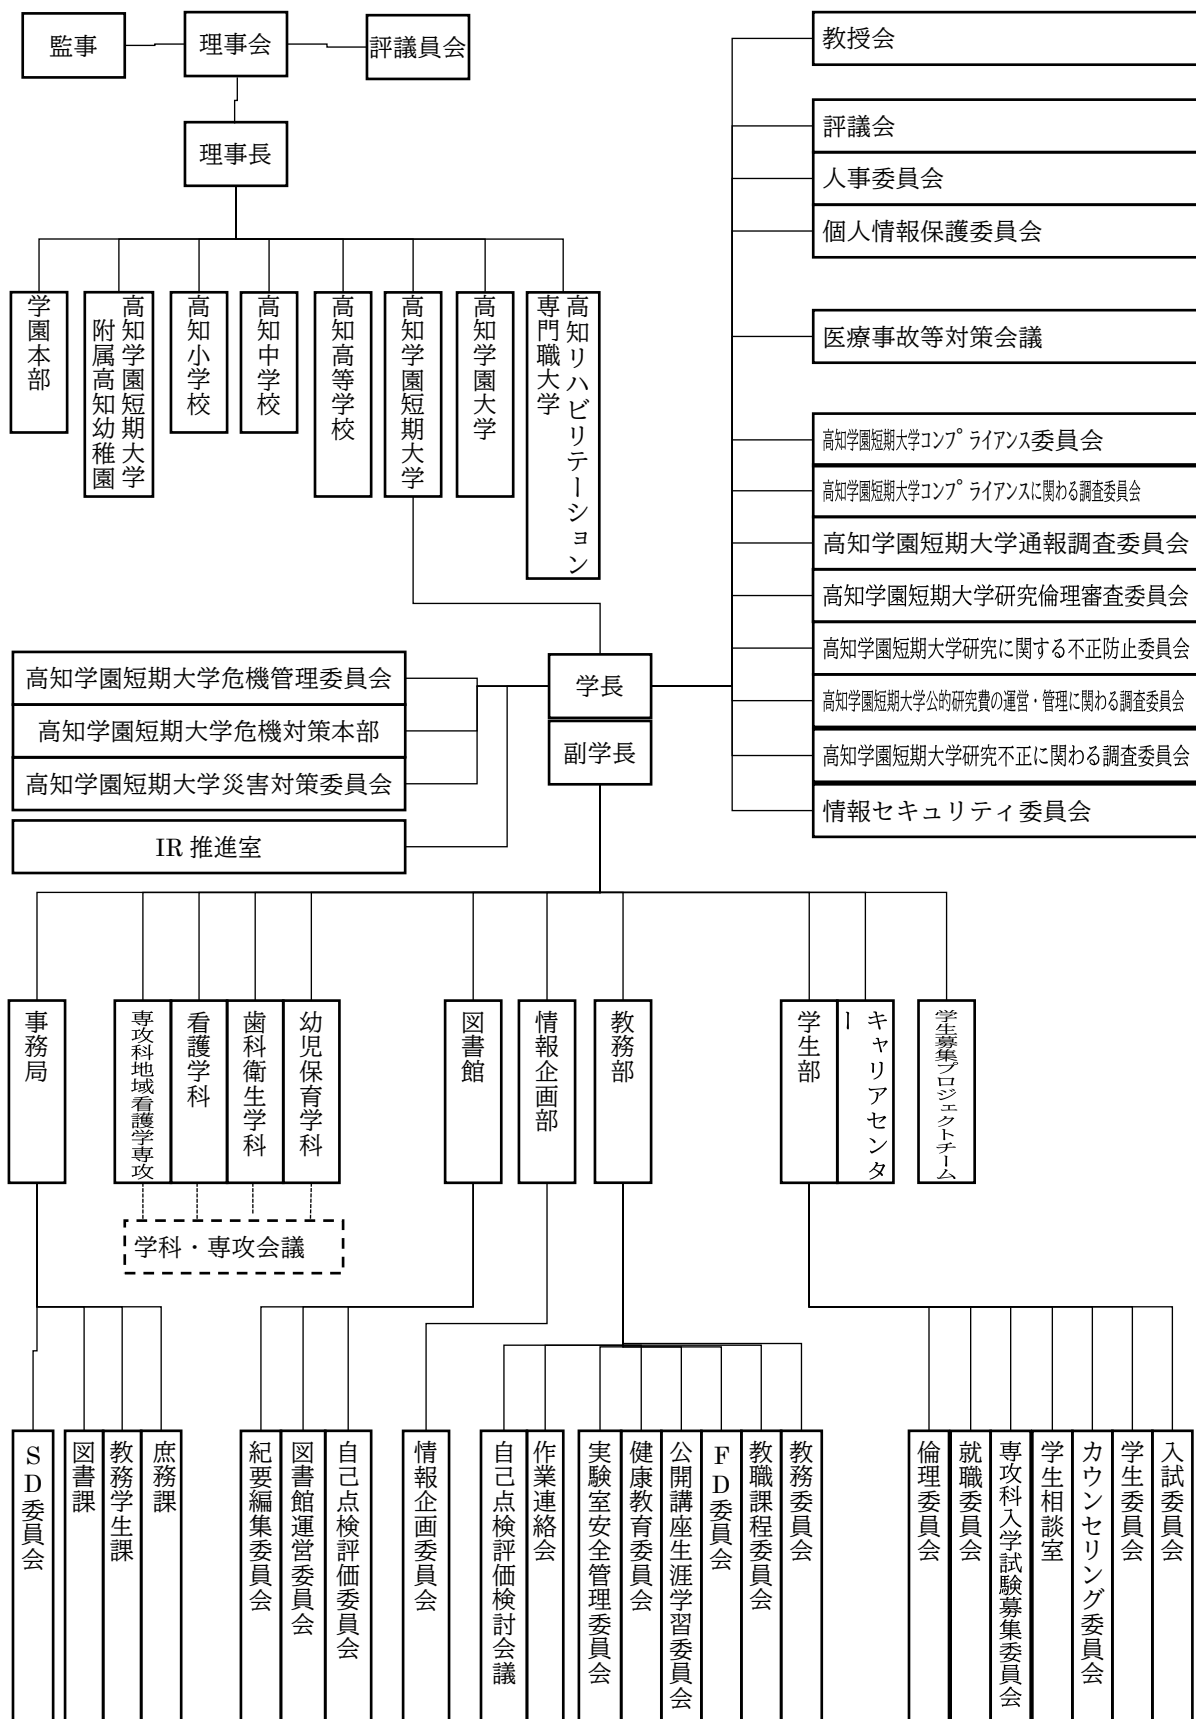 監事
理事会
評議員会
理事長
学園本部
高知学園短期大学
附属高知幼稚園
高知小学校
高知中学校
高知高等学校
高知学園短期大学
高知学園大学
高知リハビリテーション
専門職大学
教授会
評議会
人事委員会
個人情報保護委員会
医療事故等対策会議
高知学園短期大学コンプライアンス委員会
高知学園短期大学コンプライアンスに関わる調査委員会
高知学園短期大学通報調査委員会
高知学園短期大学研究倫理審査委員会
高知学園短期大学研究に関する不正防止委員会
高知学園短期大学公的研究費の運営・管理に関わる調査委員会
高知学園短期大学研究不正に関わる調査委員会
情報セキュリティ委員会
学長
副学長
高知学園短期大学危機管理委員会
高知学園短期大学危機対策本部
高知学園短期大学災害対策委員会
IR 推進室
事務局
専攻科地域看護学専攻
看護学科
歯科衛生学科
幼児保育学科
図書館
情報企画部
教務部
学生部
キャリアセンタ
ー
学生募集プロジェクトチーム
学科・専攻会議
SD委員会
図書課
教務学生課
庶務課
紀要編集委員会
図書館運営委員会
自己点検評価委員会
情報企画委員会
自己点検評価検討会議
作業連絡会
実験室安全管理委員会
健康教育委員会
公開講座生涯学習委員会
FD委員会
教職課程委員会
教務委員会
倫理委員会
就職委員会
専攻科入学試験募集委員会
学生相談室
カウンセリング委員会
学生委員会
入試委員会